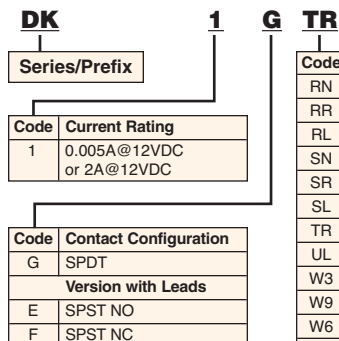 DK 1 G TR
Series/Prefix
Code Current Rating
1 0.005A@12VDC
or 2A@12VDC
Code Contact Configuration
G SPDT
Version with Leads
E SPST NO
F SPST NC
Code
RN
RR
RL
SN
SR
SL
TR
UL
W3
W9
W6